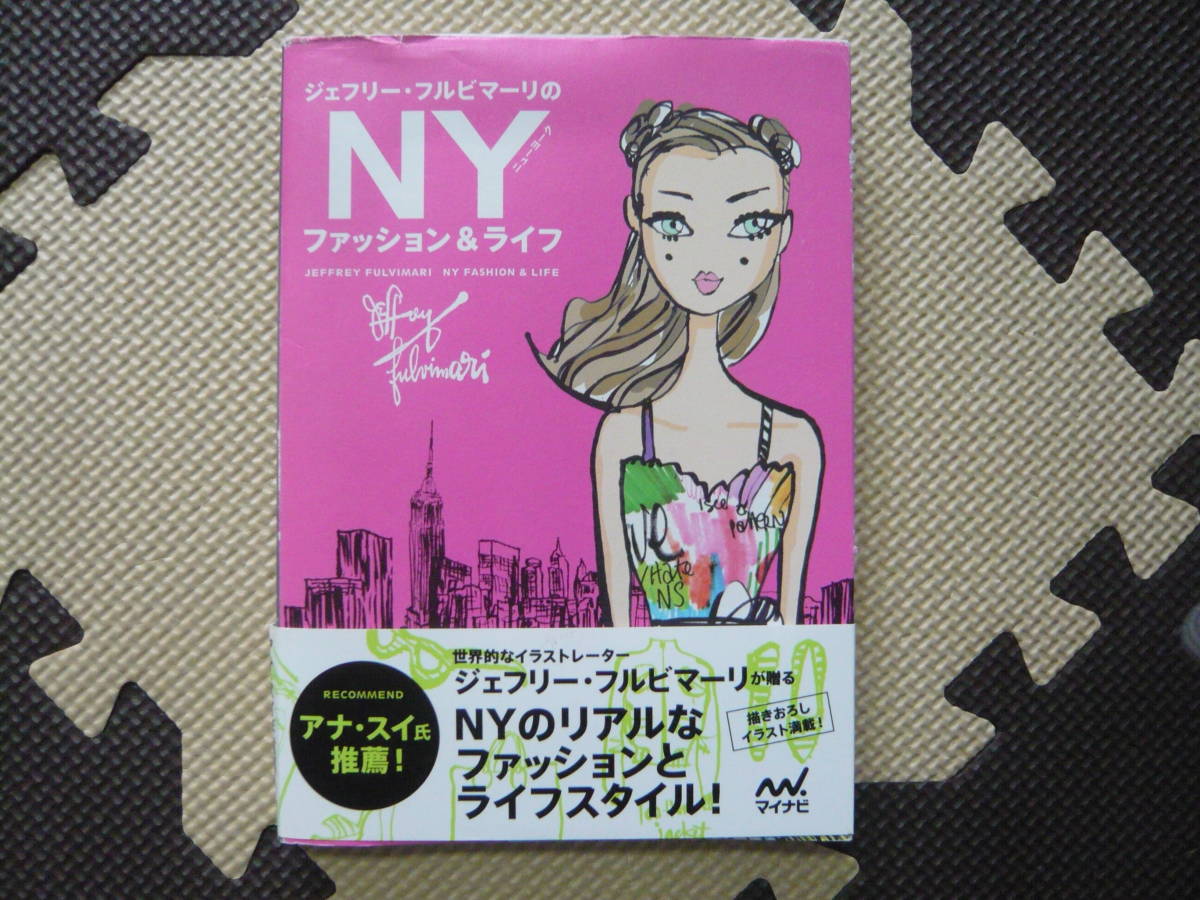 ジェフリー・フルビマーリの
NY
ニューヨーク
ファッション&ライフ
JEFFREY FULVIMARI NY FASHION & LIFE
Jeffrey
fulvimari
Hate
NS
世界的なイラストレーター
ジェフリー・フルビマーリが贈る
NYのリアルな
ファッションと
ライフスタイル!
RECOMMEND
アナ・スイ氏
推薦!
描きおろし
イラスト満載!
マイナビ
jacket